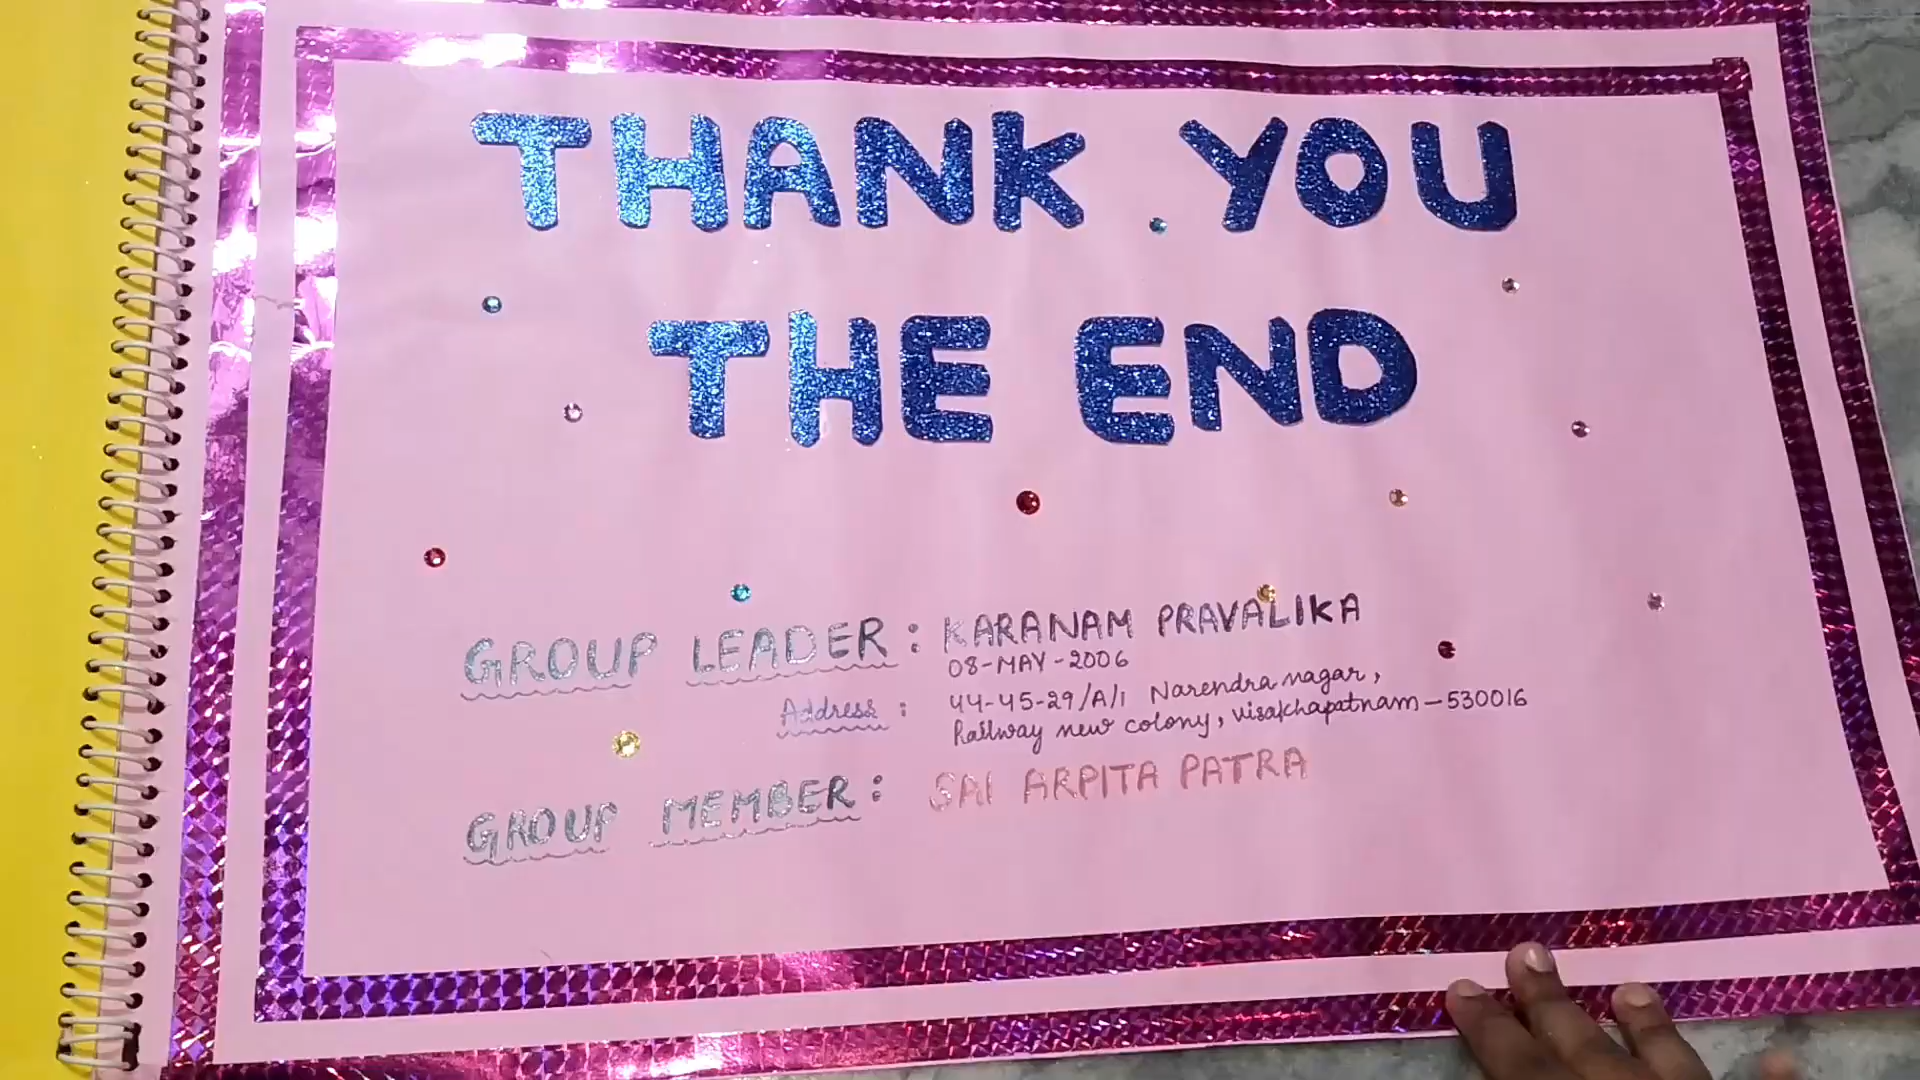 THANK YOU
THE END
GROUP LEADER : KARANAM PRAVALIKA
08-MAY-2006
Address : 44-45-29/A/1 Narendra nagar,
Railway new colony, visakhapatnam - 530016
GROUP MEMBER : SAI ARPITA PATRA